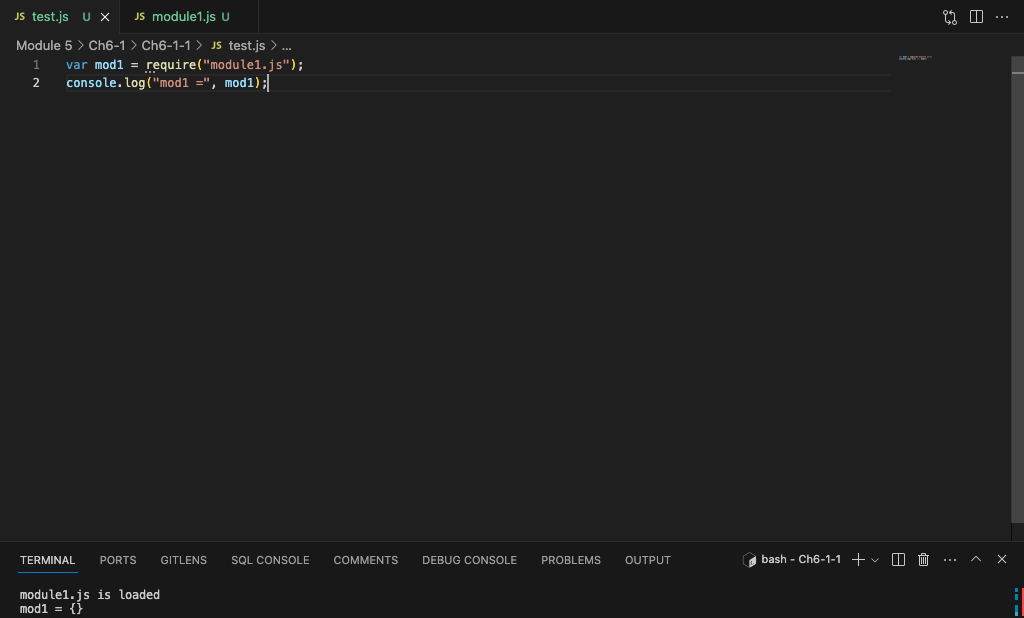 JS test.js U
JS module1.js U
Module 5 > Ch6-1 > Ch6-1-1 > JS test.js > ...
1 var mod1 = require("module1.js");
2 console.log("mod1 =", mod1);
TERMINAL PORTS GITLENS SQL CONSOLE COMMENTS DEBUG CONSOLE PROBLEMS OUTPUT bash - Ch6-1-1
module1.js is loaded
mod1 = {}